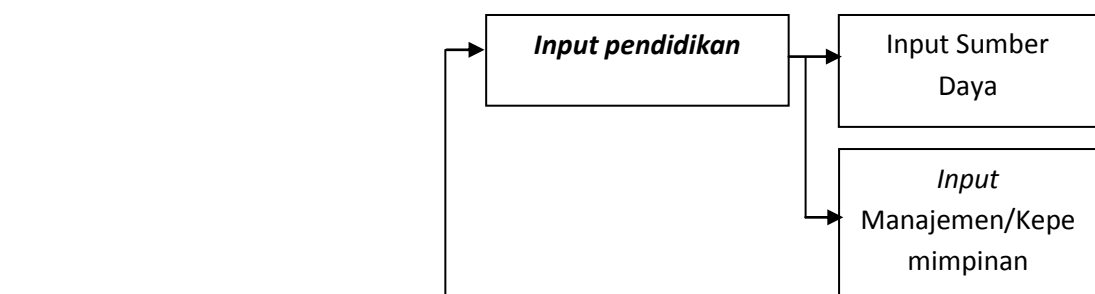 Input pendidikan
Input Sumber
Daya
Input
Manajemen/Kepe
mimpinan